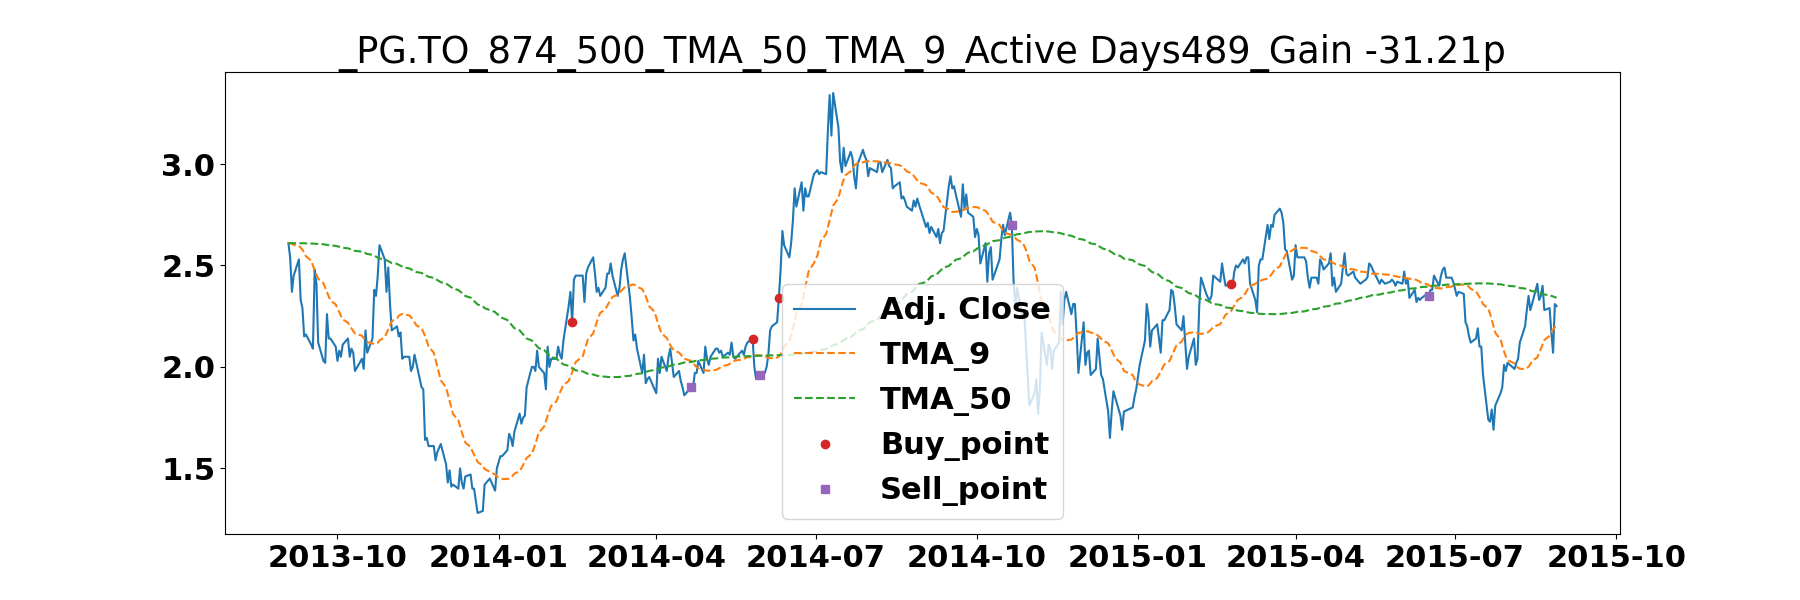 _PG.TO_874_500_TMA_50_TMA_9_Active Days489_Gain -31.21p
3.0
2.5
2.0
1.5
Adj. Close
TMA_9
TMA_50
Buy_point
Sell_point
2013-10 2014-01 2014-04 2014-07 2014-10 2015-01 2015-04 2015-07 2015-10